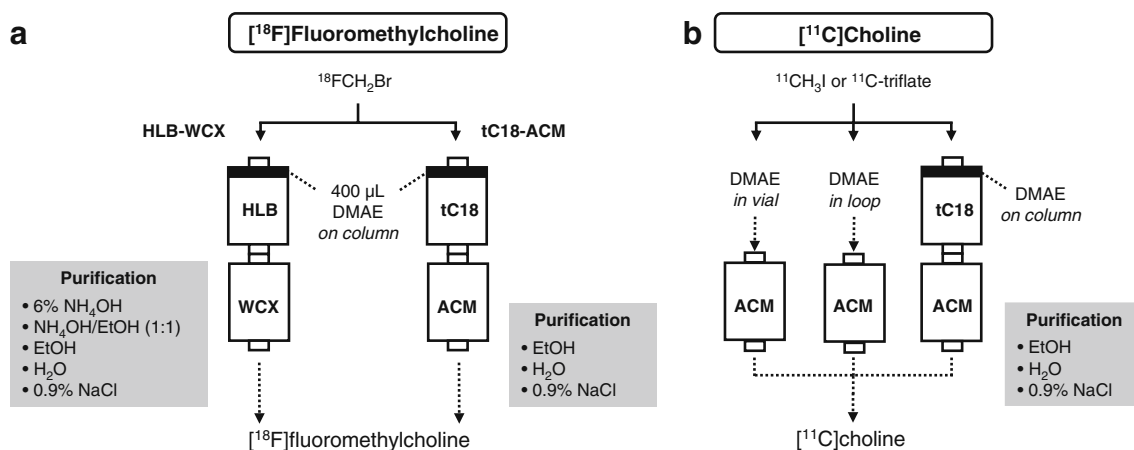 a
[¹⁸F]Fluoromethylcholine
¹⁸FCH₂Br
HLB-WCX
tC18-ACM
HLB
400 µL
DMAE
on column
tC18
WCX
ACM
Purification
• 6% NH₄OH
• NH₄OH/EtOH (1:1)
• EtOH
• H₂O
• 0.9% NaCl
Purification
• EtOH
• H₂O
• 0.9% NaCl
[¹⁸F]fluoromethylcholine
b
[¹¹C]Choline
¹¹CH₃I or ¹¹C-triflate
DMAE
in vial
DMAE
in loop
tC18
DMAE
on column
ACM
ACM
ACM
Purification
• EtOH
• H₂O
• 0.9% NaCl
[¹¹C]choline